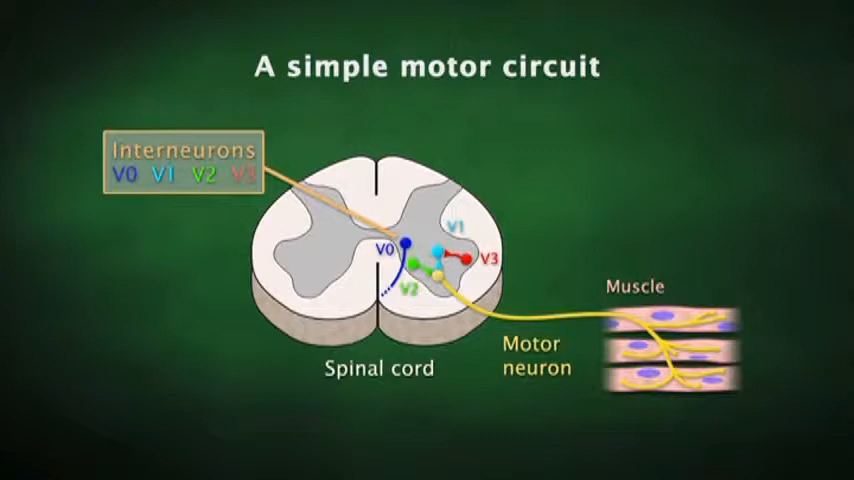 A simple motor circuit
Interneurons
V0 V1 V2 V3
V1
V0
V3
V2
Muscle
Motor
neuron
Spinal cord